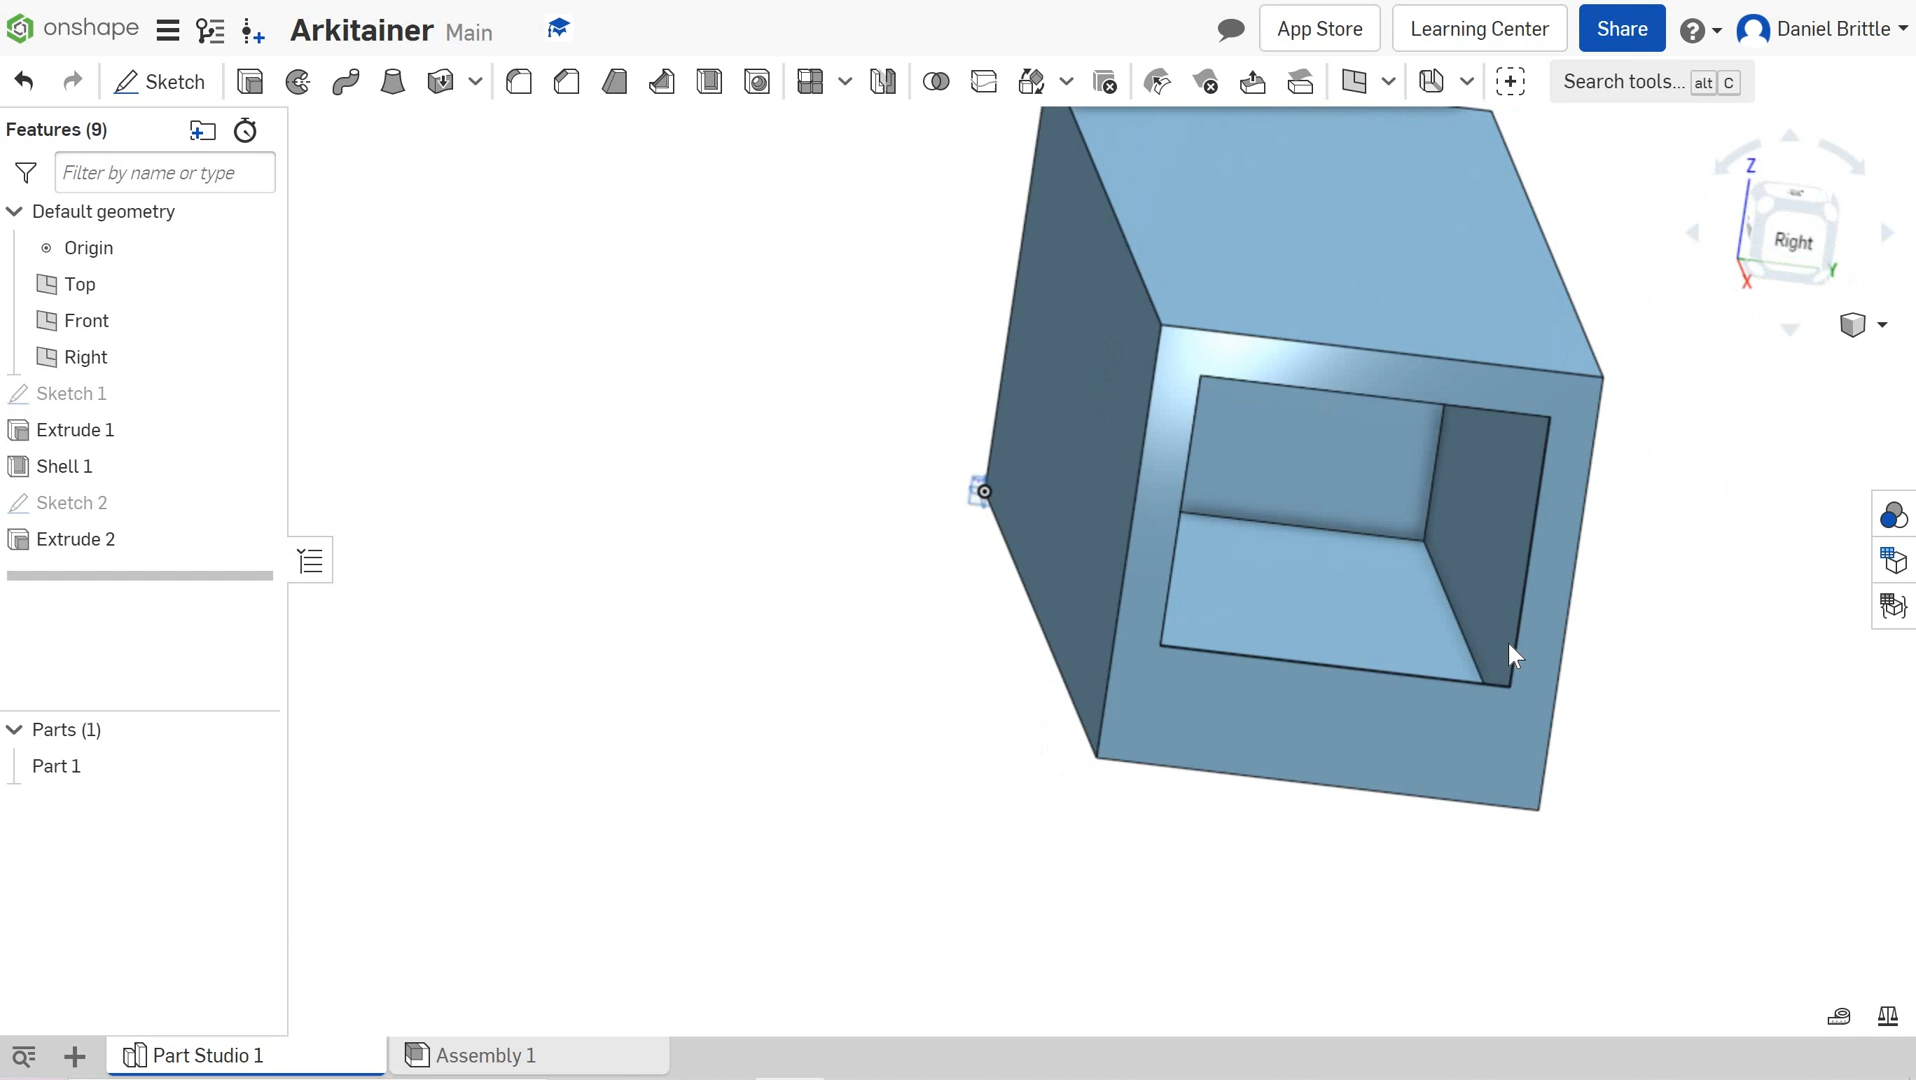 onshape
Arkitainer Main
App Store
Learning Center
Share
Daniel Brittle
Sketch
Search tools... alt C
Features (9)
Filter by name or type
Default geometry
Origin
Top
Front
Right
Sketch 1
Extrude 1
Shell 1
Sketch 2
Extrude 2
Z
Right
Y
X
Parts (1)
Part 1
Part Studio 1
Assembly 1